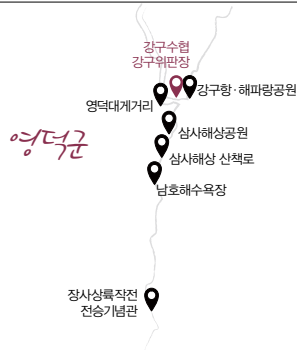 강구수협
강구위판장
강구항·해파랑공원
영덕대게거리
삼사해상공원
영덕군
삼사해상 산책로
남호해수욕장
장사상륙작전
전승기념관